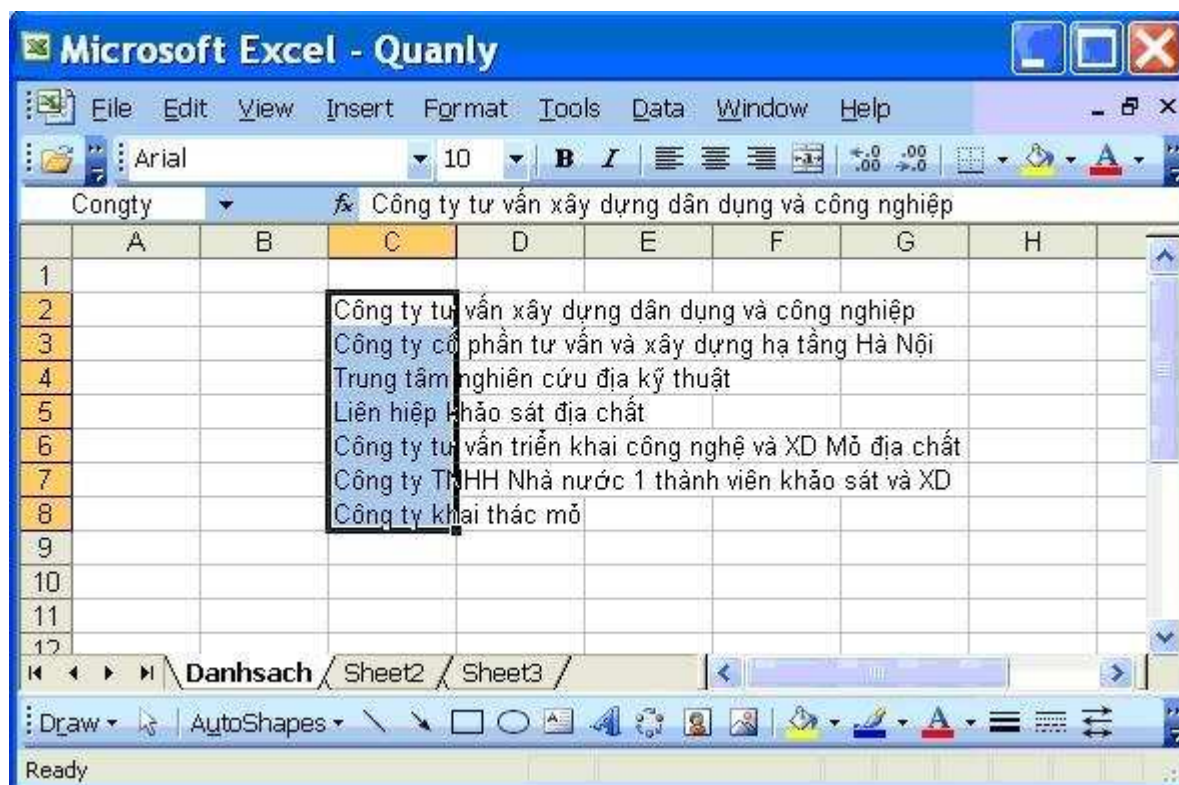 Microsoft Excel - Quanly
File Edit View Insert Format Tools Data Window Help
Arial 10 B I
Congty fx Công ty tư vấn xây dựng dân dụng và công nghiệp
A B C D E F G H
1
2 Công ty tư vấn xây dựng dân dụng và công nghiệp
3 Công ty cổ phần tư vấn và xây dựng hạ tầng Hà Nội
4 Trung tâm nghiên cứu địa kỹ thuật
5 Liên hiệp khảo sát địa chất
6 Công ty tư vấn triển khai công nghệ và XD Mỏ địa chất
7 Công ty TNHH Nhà nước 1 thành viên khảo sát và XD
8 Công ty khai thác mỏ
9
10
11
12
Danhsach Sheet2 Sheet3
Draw AutoShapes
Ready